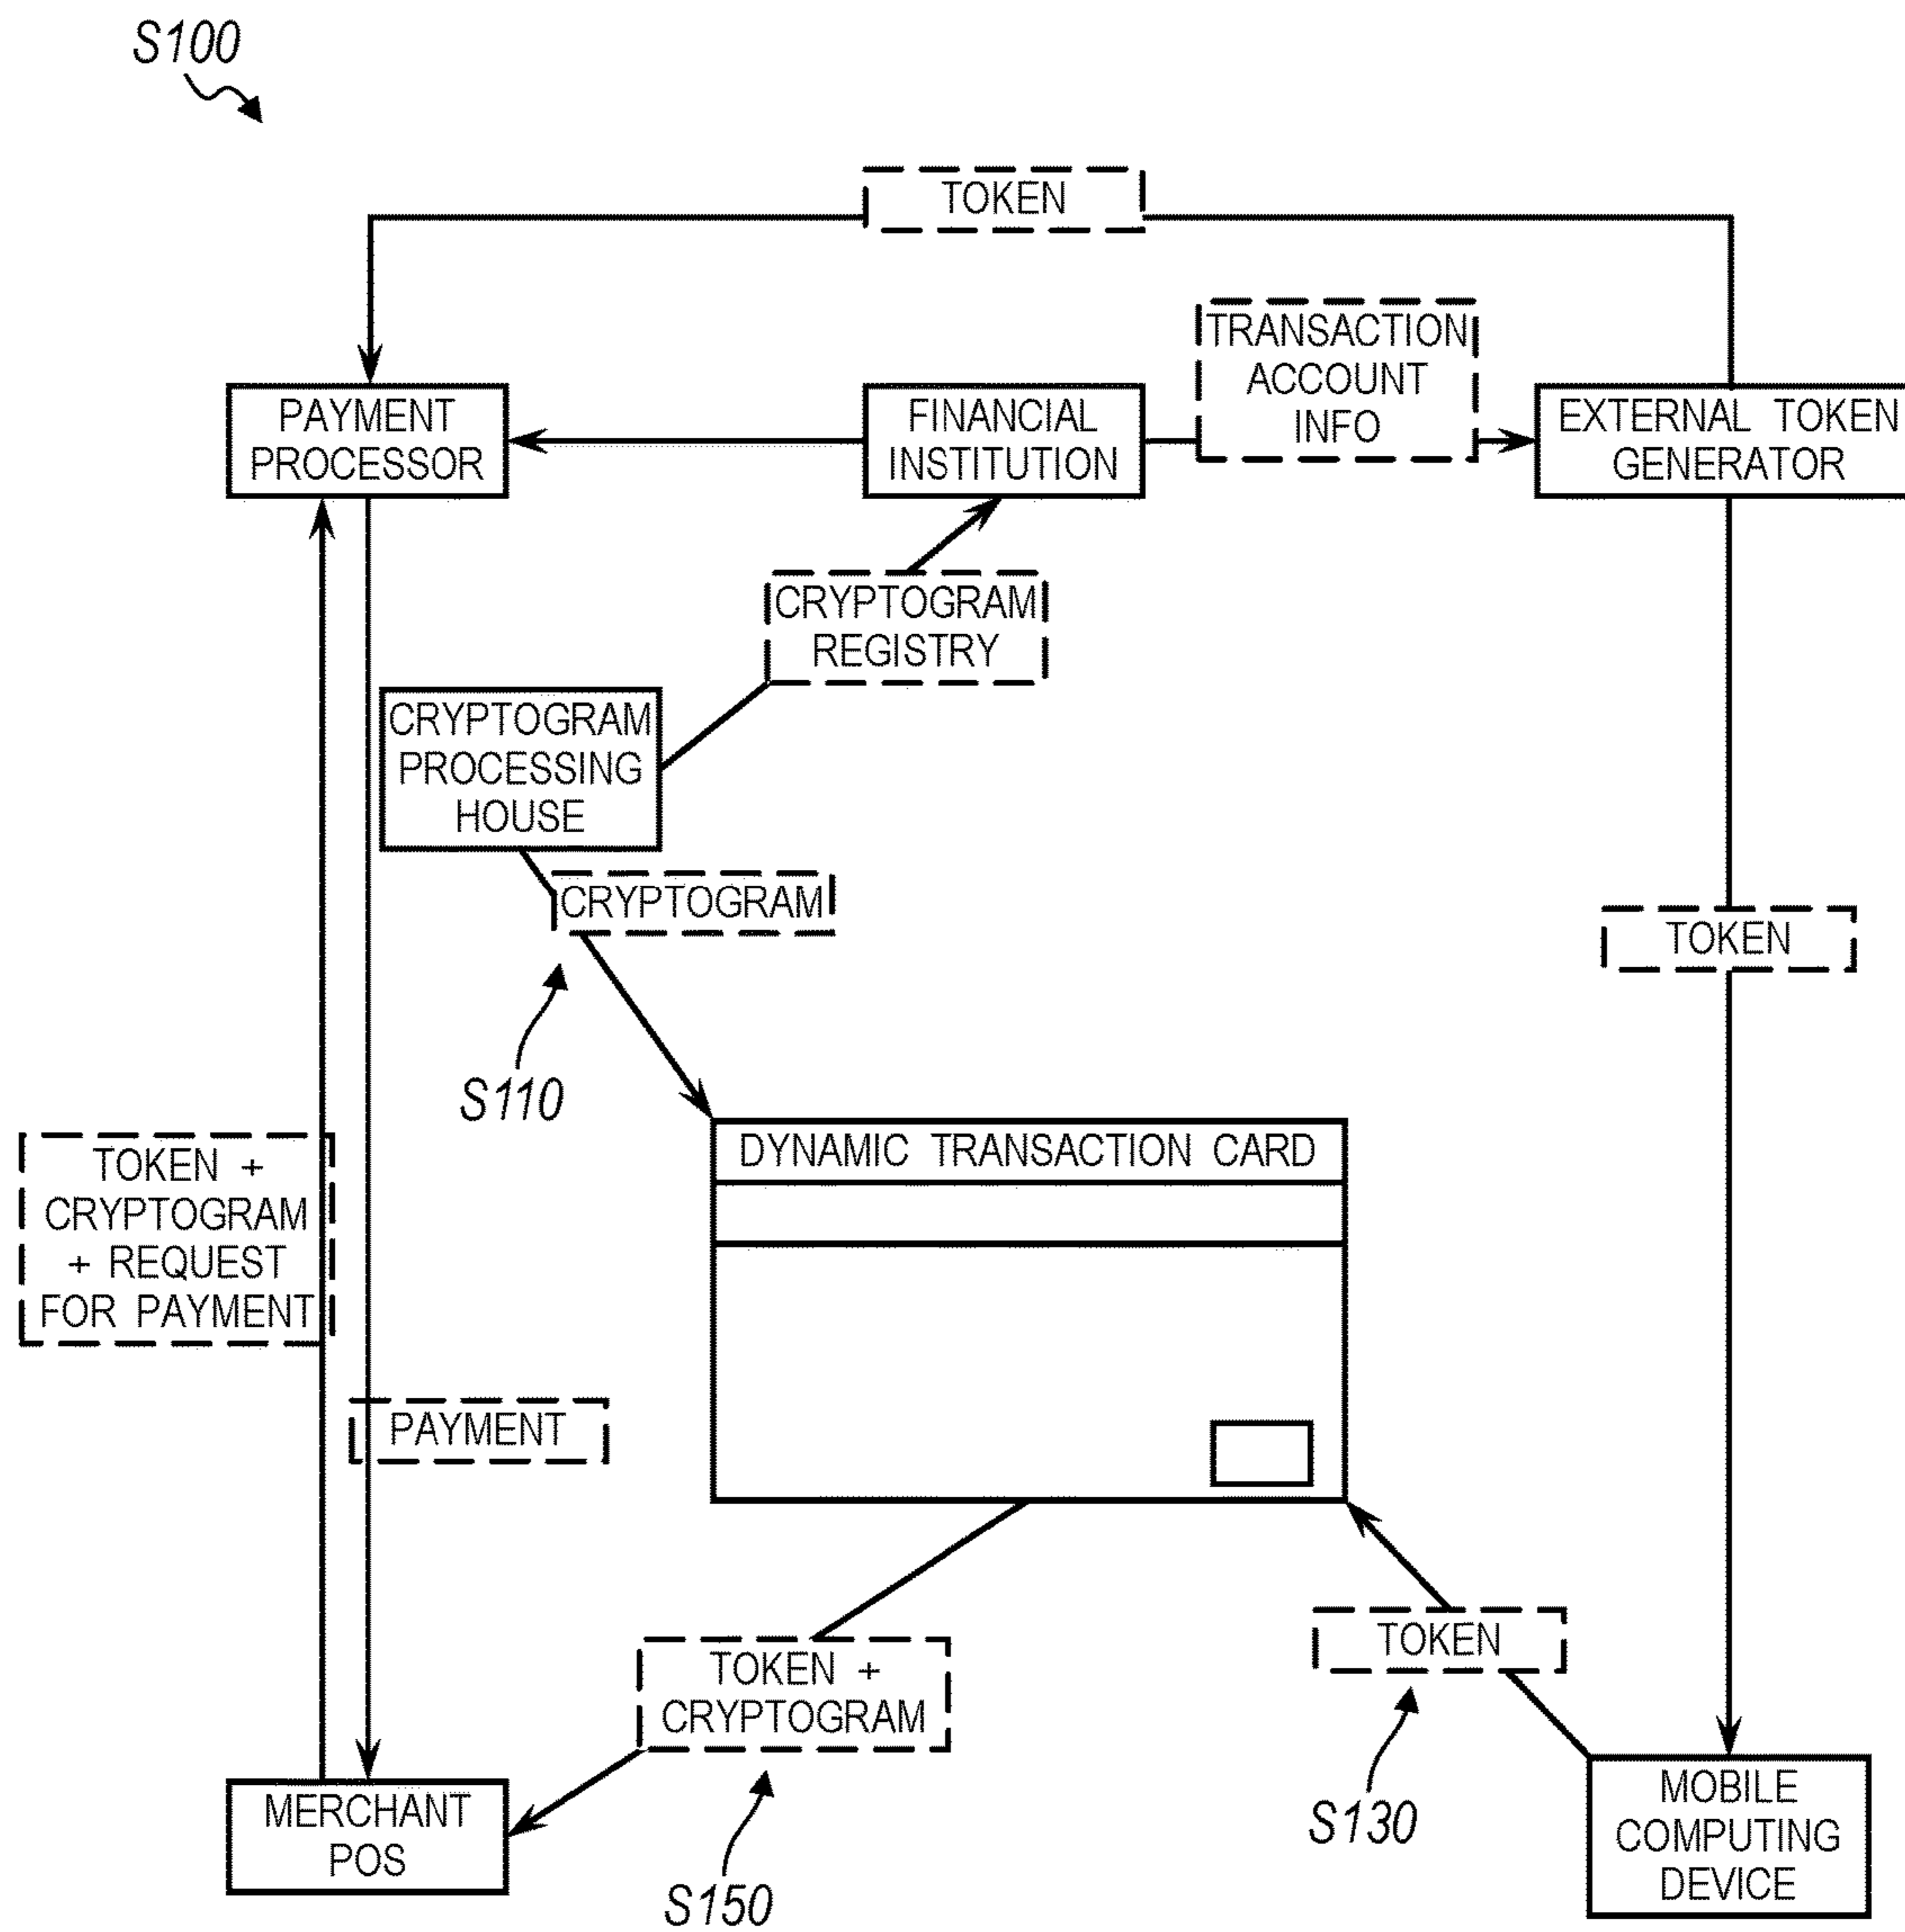 S100
TOKEN
TRANSACTION
ACCOUNT
INFO
PAYMENT
PROCESSOR
FINANCIAL
INSTITUTION
EXTERNAL TOKEN
GENERATOR
CRYPTOGRAM
REGISTRY
CRYPTOGRAM
PROCESSING
HOUSE
CRYPTOGRAM
TOKEN
S110
DYNAMIC TRANSACTION CARD
TOKEN +
CRYPTOGRAM
+ REQUEST
FOR PAYMENT
PAYMENT
TOKEN
TOKEN +
CRYPTOGRAM
MERCHANT
POS
S150
S130
MOBILE
COMPUTING
DEVICE